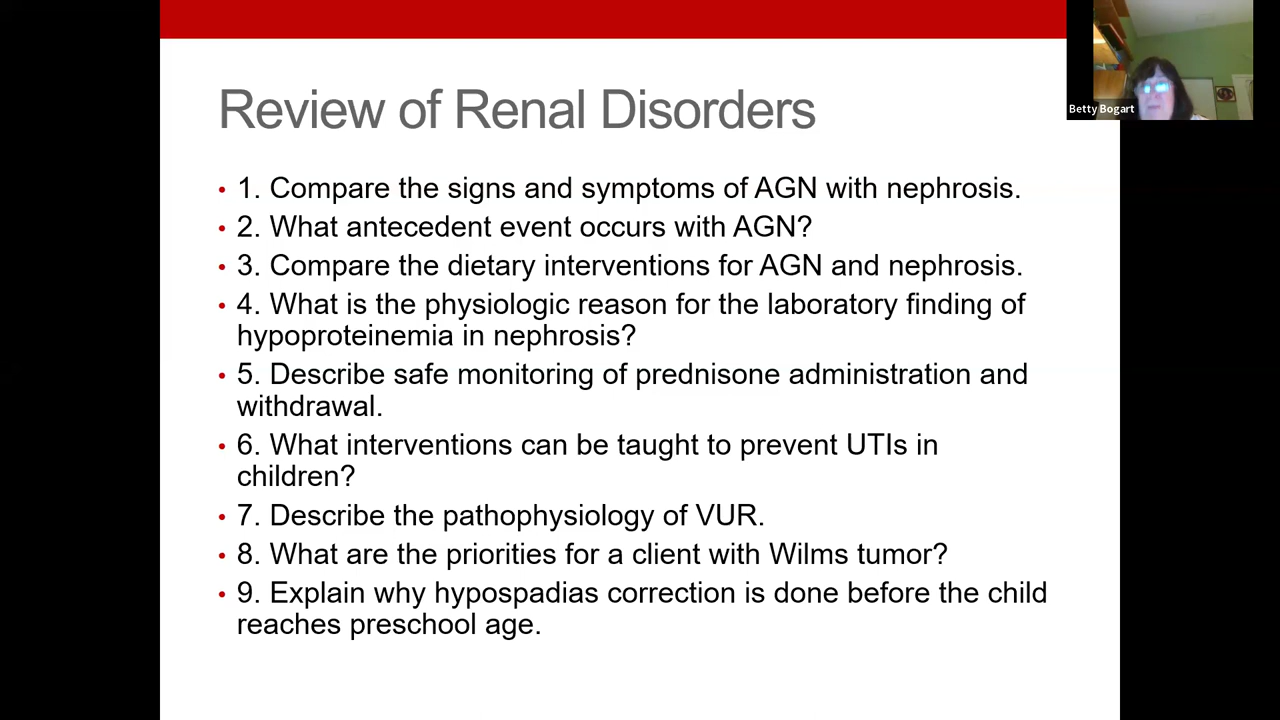 Betty Bogart
Review of Renal Disorders
• 1. Compare the signs and symptoms of AGN with nephrosis.
• 2. What antecedent event occurs with AGN?
• 3. Compare the dietary interventions for AGN and nephrosis.
• 4. What is the physiologic reason for the laboratory finding of
hypoproteinemia in nephrosis?
• 5. Describe safe monitoring of prednisone administration and
withdrawal.
• 6. What interventions can be taught to prevent UTIs in
children?
• 7. Describe the pathophysiology of VUR.
• 8. What are the priorities for a client with Wilms tumor?
• 9. Explain why hypospadias correction is done before the child
reaches preschool age.